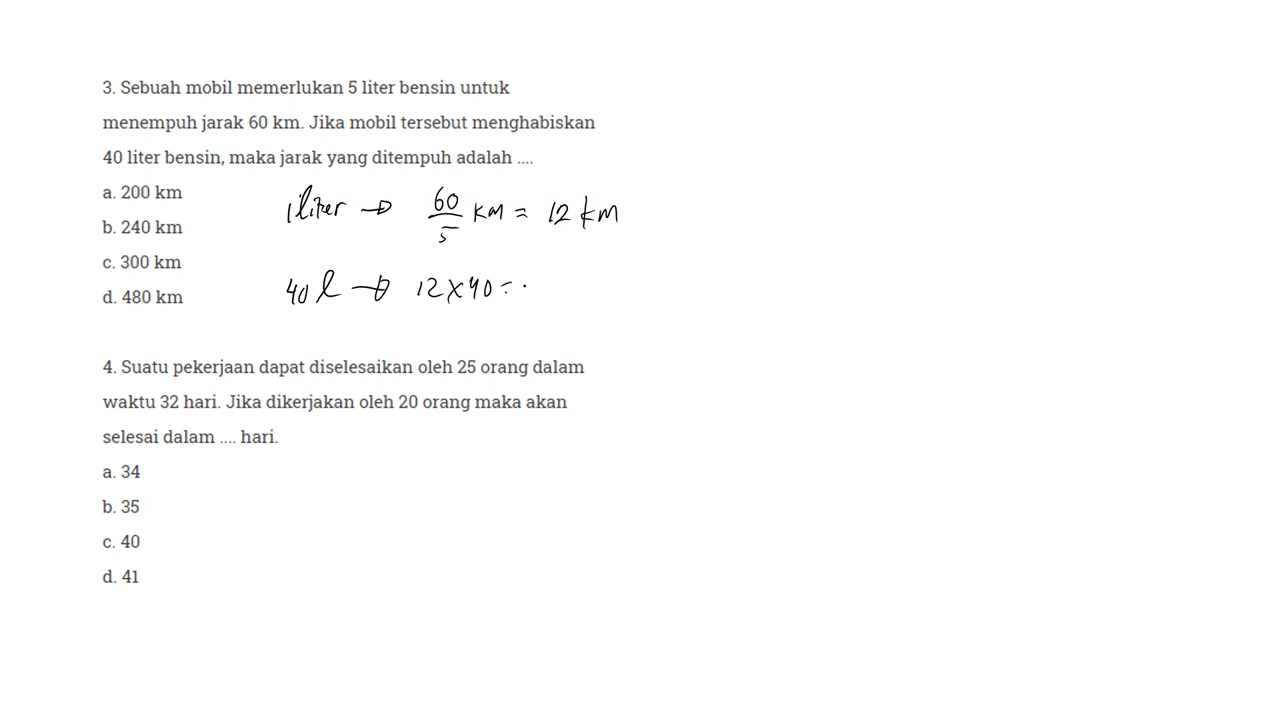 3. Sebuah mobil memerlukan 5 liter bensin untuk
menempuh jarak 60 km. Jika mobil tersebut menghabiskan
40 liter bensin, maka jarak yang ditempuh adalah ....
a. 200 km
b. 240 km
c. 300 km
d. 480 km
1 liter → 60/5 km = 12 km
40 l → 12 x 40 =
4. Suatu pekerjaan dapat diselesaikan oleh 25 orang dalam
waktu 32 hari. Jika dikerjakan oleh 20 orang maka akan
selesai dalam .... hari.
a. 34
b. 35
c. 40
d. 41